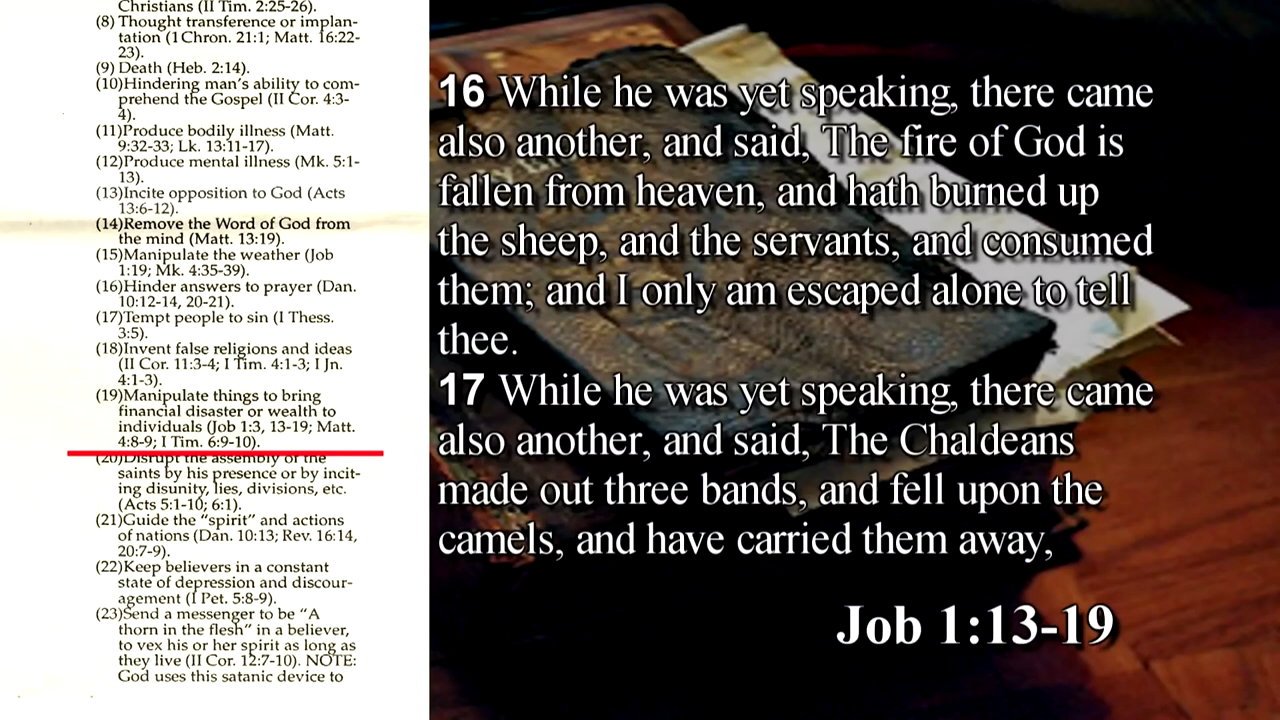 Christians (II Tim. 2:25-26).
(8) Thought transference or implan-
tation (1 Chron. 21:1; Matt. 16:22-
23).
(9) Death (Heb. 2:14).
(10)Hindering man's ability to com-
prehend the Gospel (II Cor. 4:3-
4).
(11)Produce bodily illness (Matt.
9:32-33; Lk. 13:11-17).
(12)Produce mental illness (Mk. 5:1-
13).
(13)Incite opposition to God (Acts
13:6-12).
(14)Remove the Word of God from
the mind (Matt. 13:19).
(15)Manipulate the weather (Job
1:19; Mk. 4:35-39).
(16)Hinder answers to prayer (Dan.
10:12-14, 20-21).
(17)Tempt people to sin (I Thess.
3:5).
(18)Invent false religions and ideas
(II Cor. 11:3-4; I Tim. 4:1-3; I Jn.
4:1-3).
(19)Manipulate things to bring
financial disaster or wealth to
individuals (Job 1:3, 13-19; Matt.
4:8-9; I Tim. 6:9-10).
(20)Disrupt the assembly of the
saints by his presence or by incit-
ing disunity, lies, divisions, etc.
(Acts 5:1-10; 6:1).
(21)Guide the "spirit" and actions
of nations (Dan. 10:13; Rev. 16:14,
20:7-9).
(22)Keep believers in a constant
state of depression and discour-
agement (I Pet. 5:8-9).
(23)Send a messenger to be "A
thorn in the flesh" in a believer,
to vex his or her spirit as long as
they live (II Cor. 12:7-10). NOTE:
God uses this satanic device to
16 While he was yet speaking, there came
also another, and said, The fire of God is
fallen from heaven, and hath burned up
the sheep, and the servants, and consumed
them; and I only am escaped alone to tell
thee.
17 While he was yet speaking, there came
also another, and said, The Chaldeans
made out three bands, and fell upon the
camels, and have carried them away,
Job 1:13-19